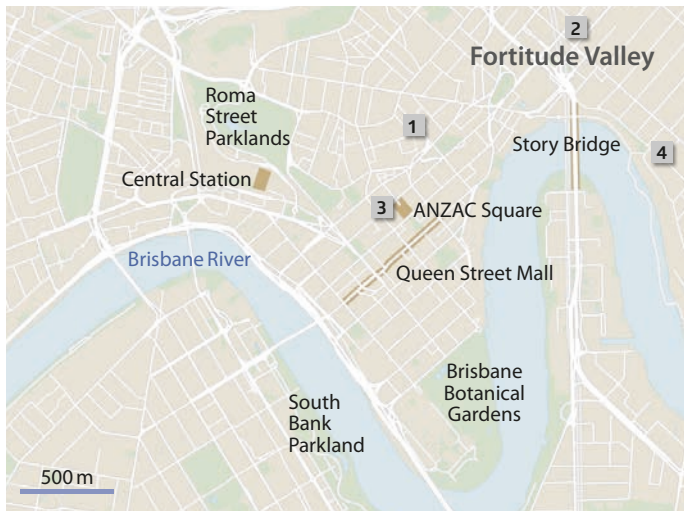 2
Fortitude Valley
Roma
Street
Parklands
1
Story Bridge
4
Central Station
3
ANZAC Square
Brisbane River
Queen Street Mall
Brisbane
Botanical
Gardens
South
Bank
Parkland
500 m